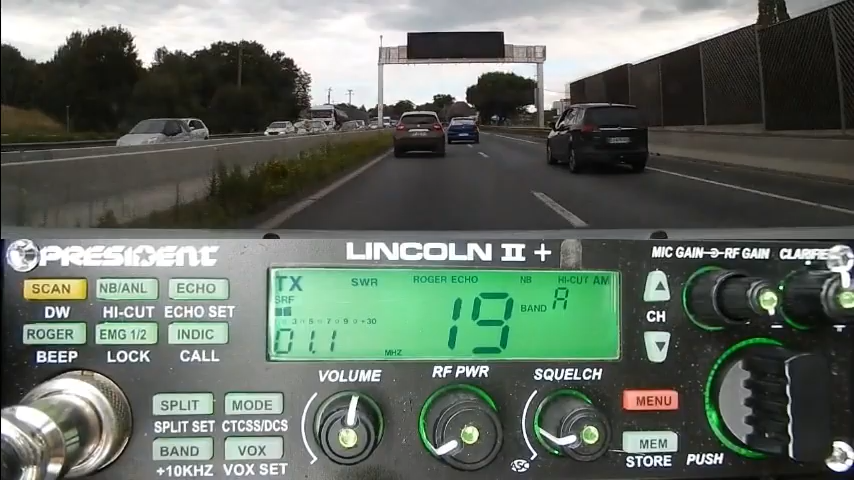 PRESIDENT LINCOLN II + MIC GAIN RF GAIN CLARIFIER
SCAN NB/ANL ECHO
DW HI-CUT ECHO SET
ROGER EMG 1/2 INDIC
BEEP LOCK CALL
TX SWR ROGER ECHO NB HI-CUT AM
SRF
19 BAND A
01.1 MHZ
CH
VOLUME RF PWR SQUELCH
SPLIT MODE
SPLIT SET CTCSS/DCS
BAND VOX
+10KHZ VOX SET
ASC
MENU
MEM
STORE PUSH